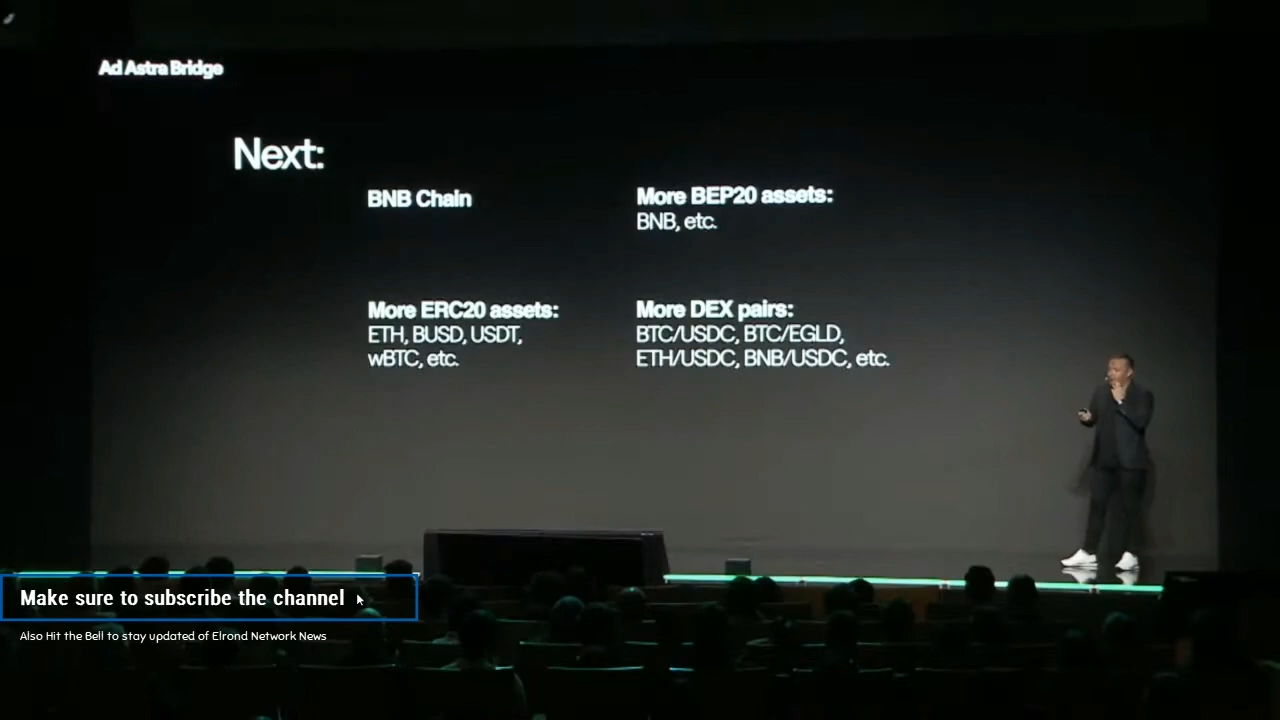 Ad Astra Bridge
Next:
BNB Chain
More BEP20 assets:
BNB, etc.
More ERC20 assets:
ETH, BUSD, USDT,
wBTC, etc.
More DEX pairs:
BTC/USDC, BTC/EGLD,
ETH/USDC, BNB/USDC, etc.
Make sure to subscribe the channel
Also Hit the Bell to stay updated of Elrond Network News